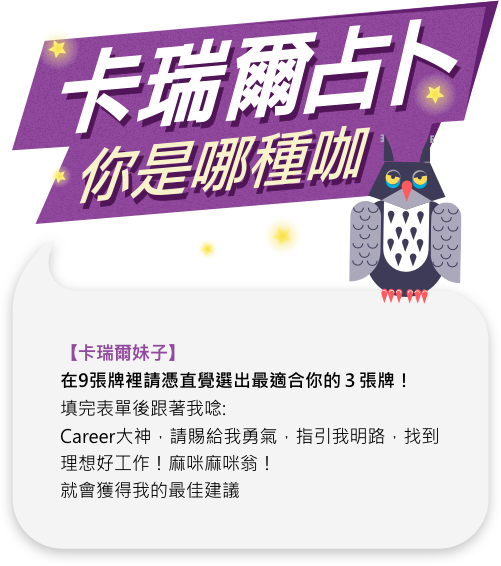 卡瑞爾占卜
你是哪種咖
【卡瑞爾妹子】
在9張牌裡請憑直覺選出最適合你的3張牌！
填完表單後跟著我唸:
Career大神，請賜給我勇氣，指引我明路，找到
理想好工作！麻咪麻咪翁！
就會獲得我的最佳建議